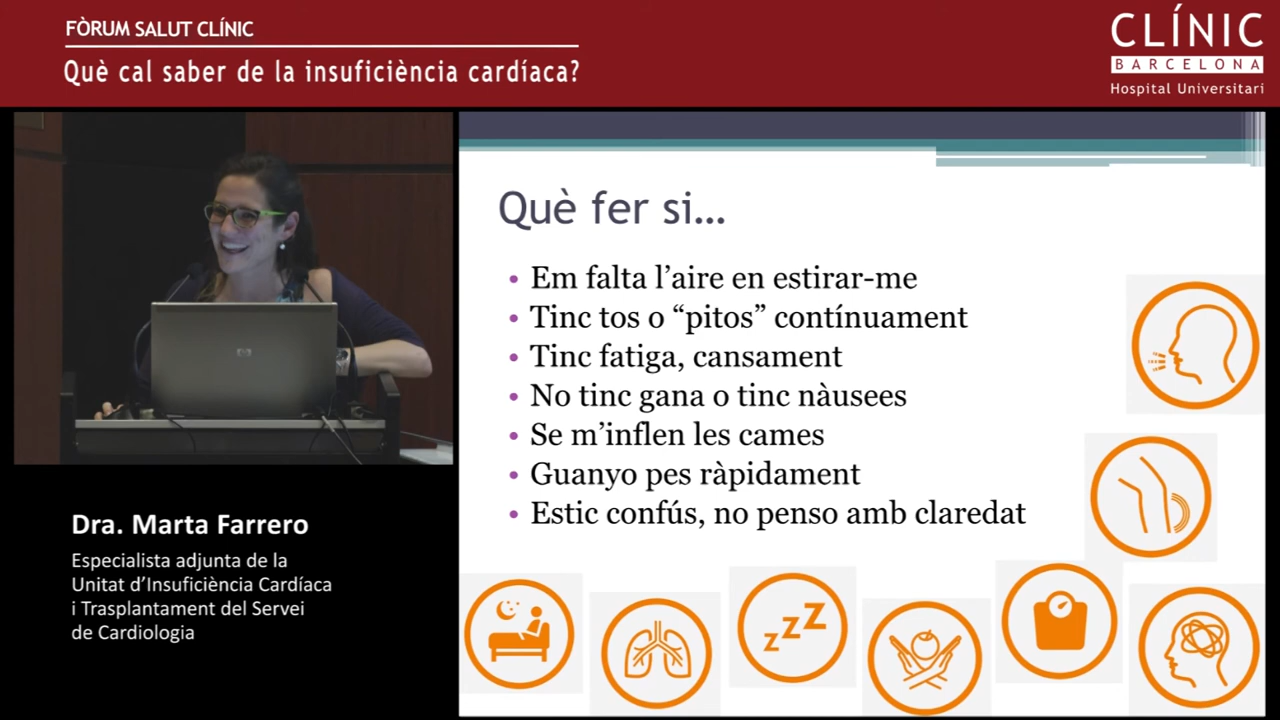 FÒRUM SALUT CLÍNIC
Què cal saber de la insuficiència cardíaca?
CLÍNIC
BARCELONA
Hospital Universitari
Què fer si...
• Em falta l’aire en estirar-me
• Tinc tos o “pitos” contínuament
• Tinc fatiga, cansament
• No tinc gana o tinc nàusees
• Se m’inflen les cames
• Guanyo pes ràpidament
• Estic confús, no penso amb claredat
zzZ
Dra. Marta Farrero
Especialista adjunta de la
Unitat d’Insuficiència Cardíaca
i Trasplantament del Servei
de Cardiologia
hp